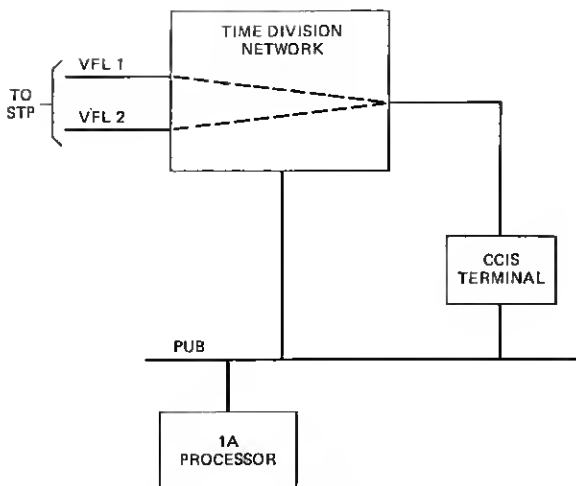 TIME DIVISION
NETWORK
VFL 1
TO
STP
VFL 2
CCIS
TERMINAL
PUB
1A
PROCESSOR